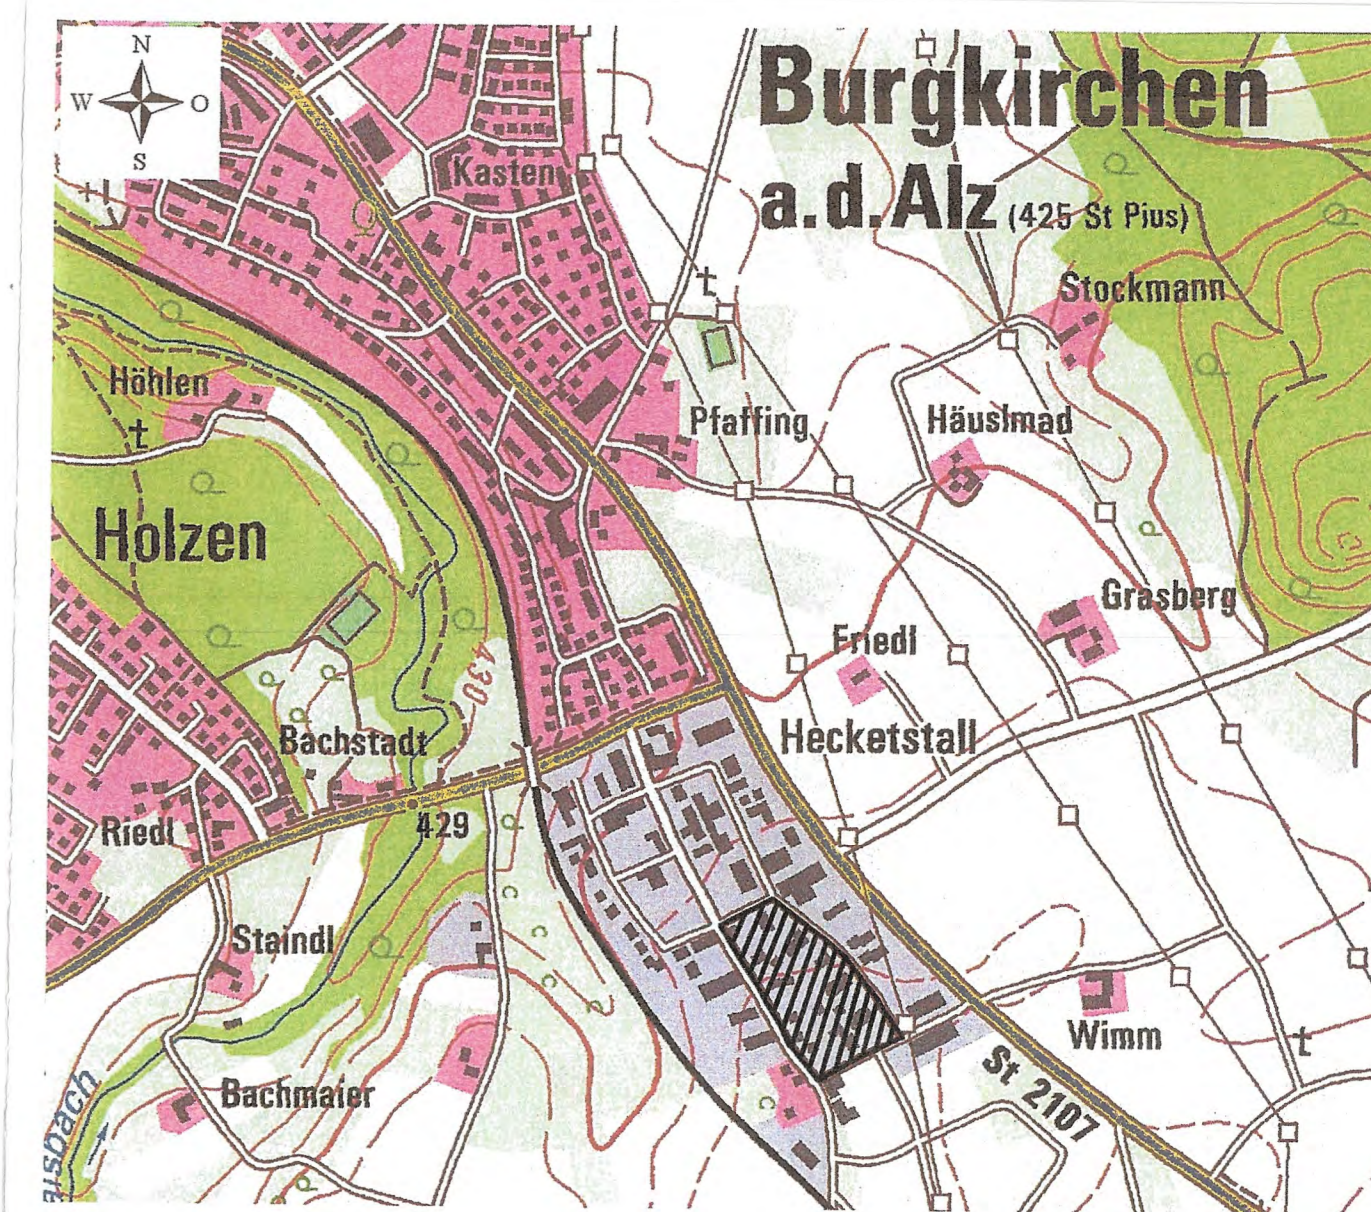 N
W O
S
Burgkirchen
a.d.Alz (425 St Pius)
Kasten
Stockmann
Höhlen
Pfaffing
Häuslmad
Holzen
Grasberg
Friedl
430
Bachstadt
Hecketstall
429
Riedl
Staindl
Wimm
St 2107
Bachmaier